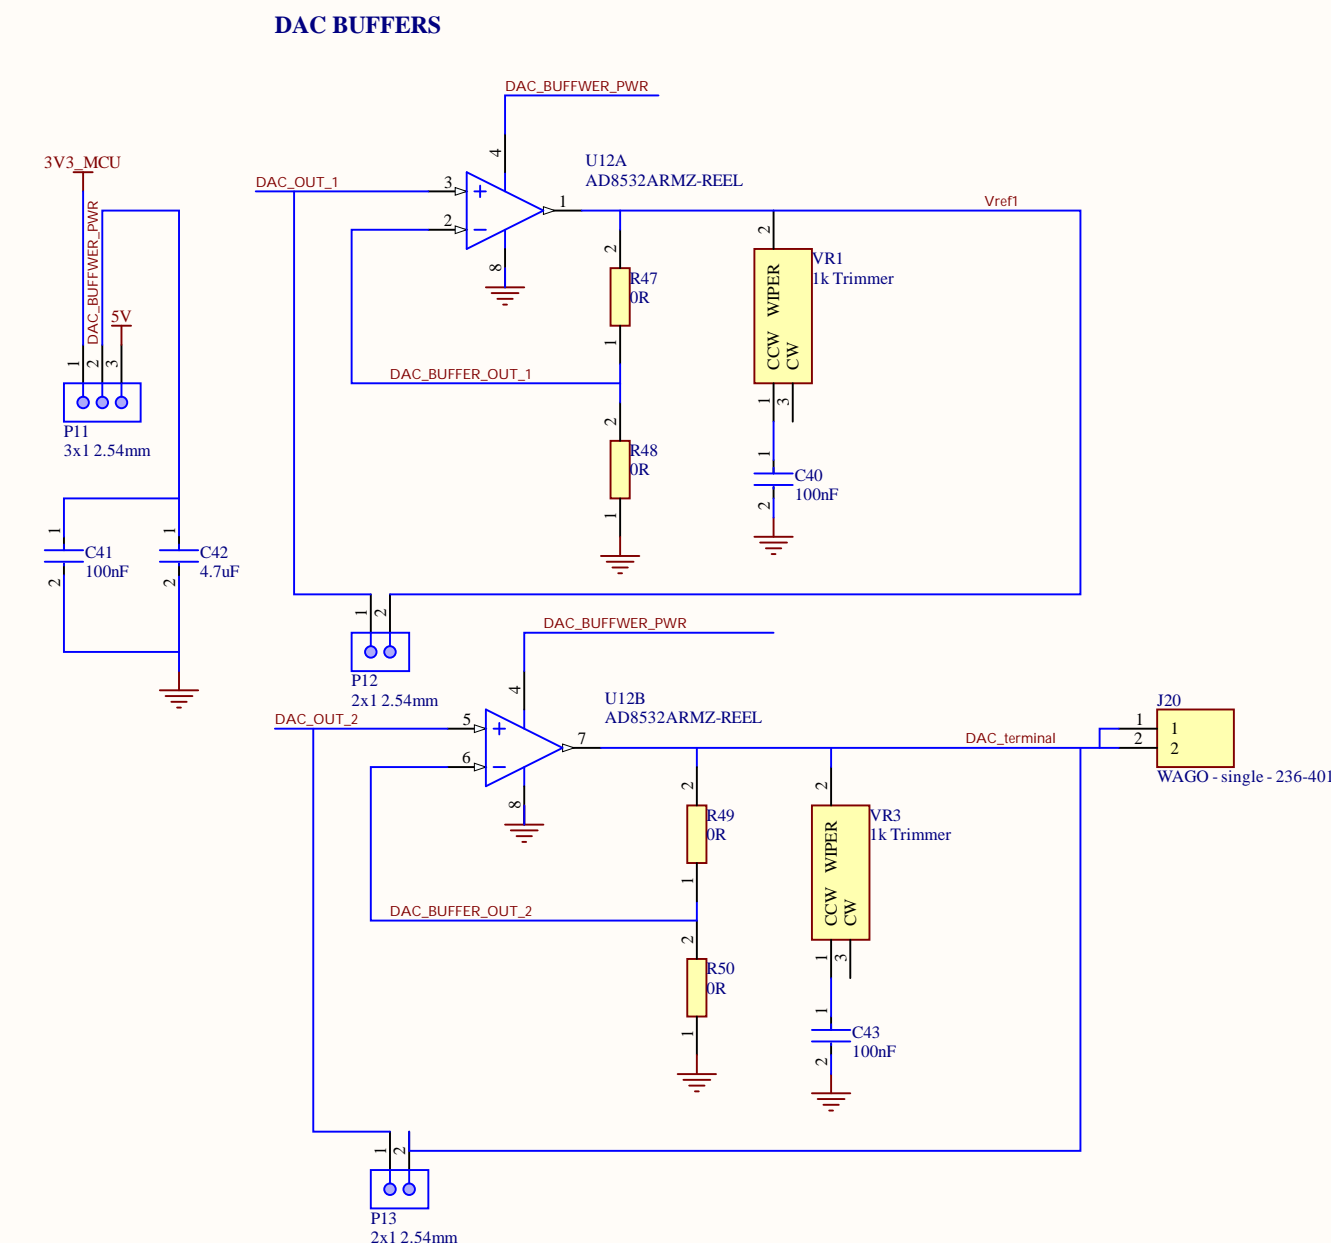 DAC BUFFERS
DAC_BUFFWER_PWR
4
U12A
AD8532ARMZ-REEL
DAC_OUT_1
3
2
1
8
Vref1
3V3_MCU
DAC_BUFFWER_PWR
5V
1
2
3
P11
3x1 2.54mm
2
R47
0R
1
DAC_BUFFER_OUT_1
2
R48
0R
1
2
VR1
1k Trimmer
WIPER
CCW
CW
1
3
1
C40
100nF
2
1
C41
100nF
2
1
C42
4.7uF
2
1
2
P12
2x1 2.54mm
DAC_BUFFWER_PWR
4
U12B
AD8532ARMZ-REEL
DAC_OUT_2
5
6
7
8
DAC_terminal
J20
1
2
1
2
WAGO - single - 236-401
2
R49
0R
1
DAC_BUFFER_OUT_2
2
R50
0R
1
2
VR3
1k Trimmer
WIPER
CCW
CW
1
3
1
C43
100nF
2
1
2
P13
2x1 2.54mm